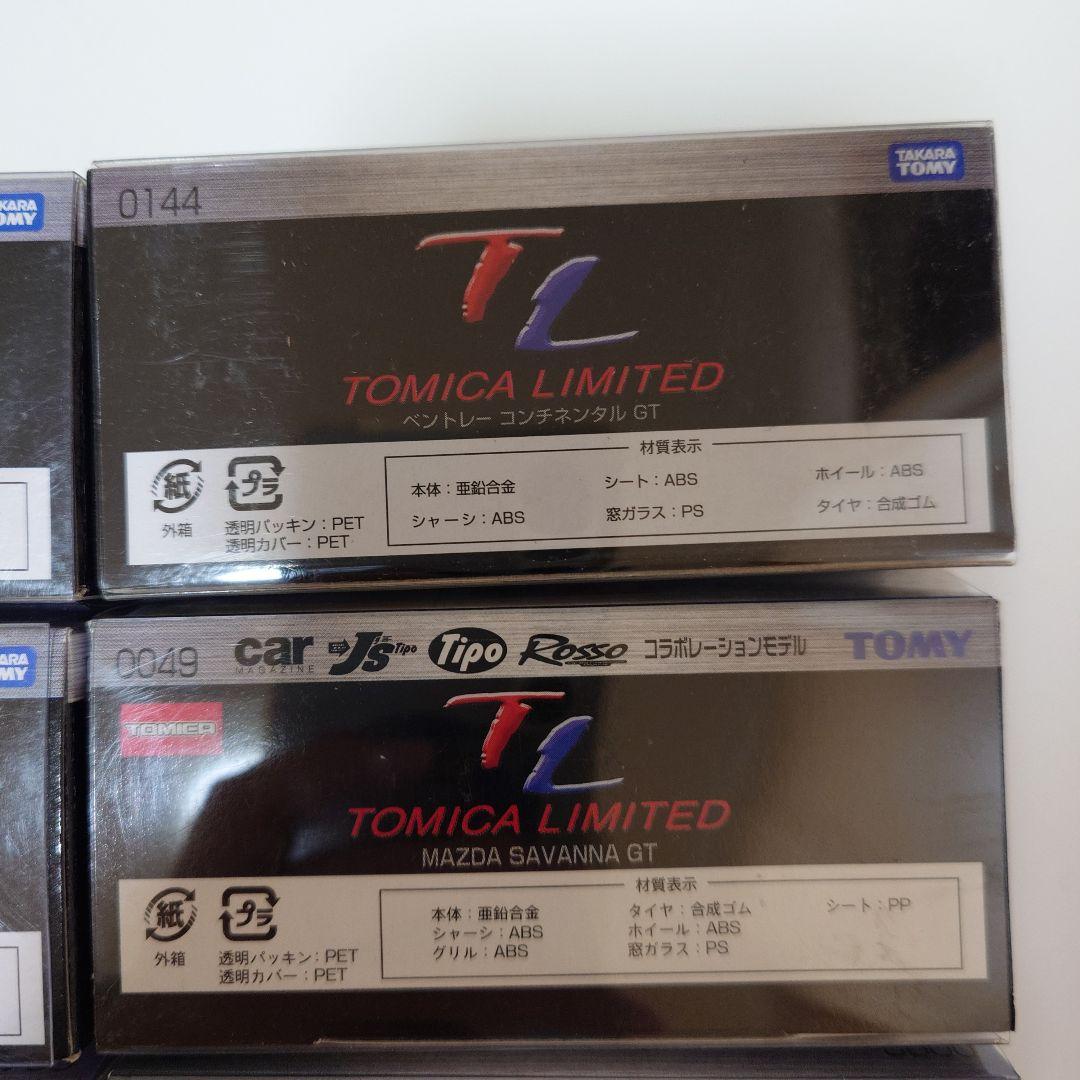 KARA
OMY
0144
TAKARA
TOMY
TL
TOMICA LIMITED
ベントレー コンチネンタル GT
材質表示
紙
外箱
プラ
透明パッキン:PET
透明カバー:PET
本体:亜鉛合金
シート:ABS
ホイール:ABS
シャーシ:ABS
窓ガラス:PS
タイヤ:合成ゴム
ARA
MY
0049
car
MAGAZINE
J's Tipo
Tipo
Rosso
コラボレーションモデル
TOMY
TOMICA
TL
TOMICA LIMITED
MAZDA SAVANNA GT
材質表示
紙
外箱
プラ
透明パッキン:PET
透明カバー:PET
本体:亜鉛合金
タイヤ:合成ゴム
シート:PP
シャーシ:ABS
ホイール:ABS
グリル:ABS
窓ガラス:PS